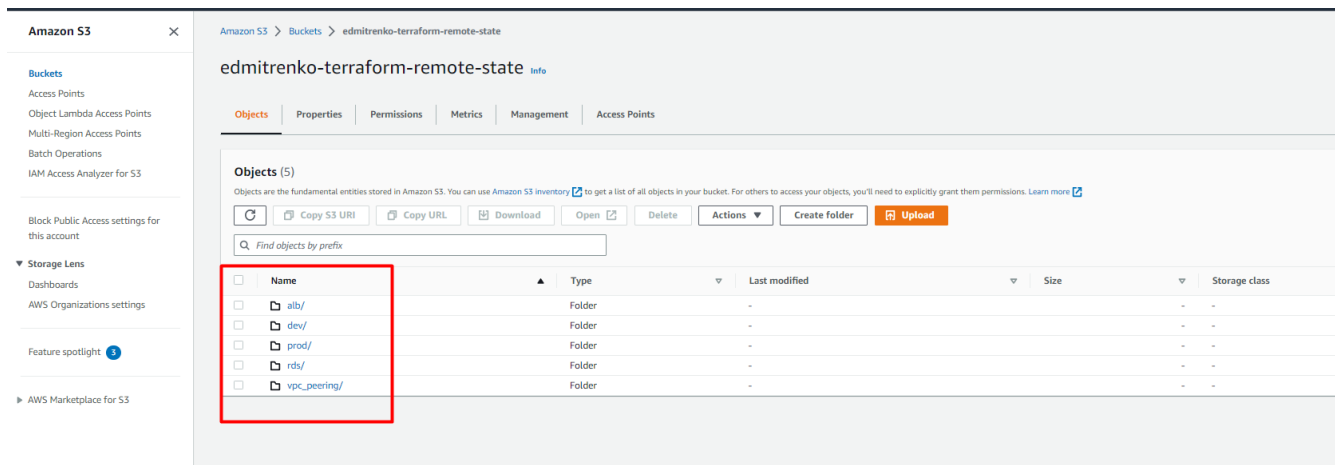 Amazon S3
Buckets
Access Points
Object Lambda Access Points
Multi-Region Access Points
Batch Operations
IAM Access Analyzer for S3
Block Public Access settings for
this account
Storage Lens
Dashboards
AWS Organizations settings
Feature spotlight 3
AWS Marketplace for S3
Amazon S3 > Buckets > edmitrenko-terraform-remote-state
edmitrenko-terraform-remote-state Info
Objects Properties Permissions Metrics Management Access Points
Objects (5)
Objects are the fundamental entities stored in Amazon S3. You can use Amazon S3 inventory to get a list of all objects in your bucket. For others to access your objects, you'll need to explicitly grant them permissions. Learn more
Copy S3 URI Copy URL Download Open Delete Actions Create folder Upload
Find objects by prefix
Name Type Last modified Size Storage class
alb/ Folder - - -
dev/ Folder - - -
prod/ Folder - - -
rds/ Folder - - -
vpc_peering/ Folder - - -